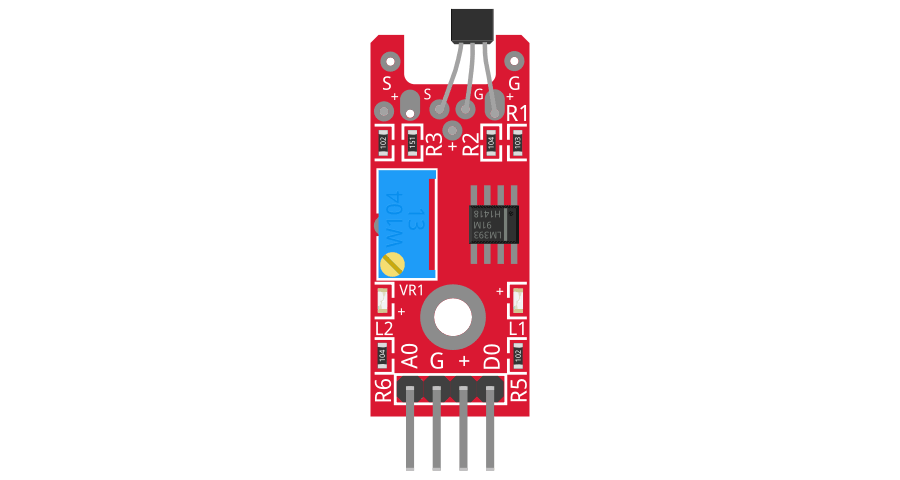 S G
+ S G +
R1
R3 + R2
102 151 104 103
W104
13
LM393
91M
H1418
VR1 +
+
L2 L1
104 A0 G + D0 102
R6 R5